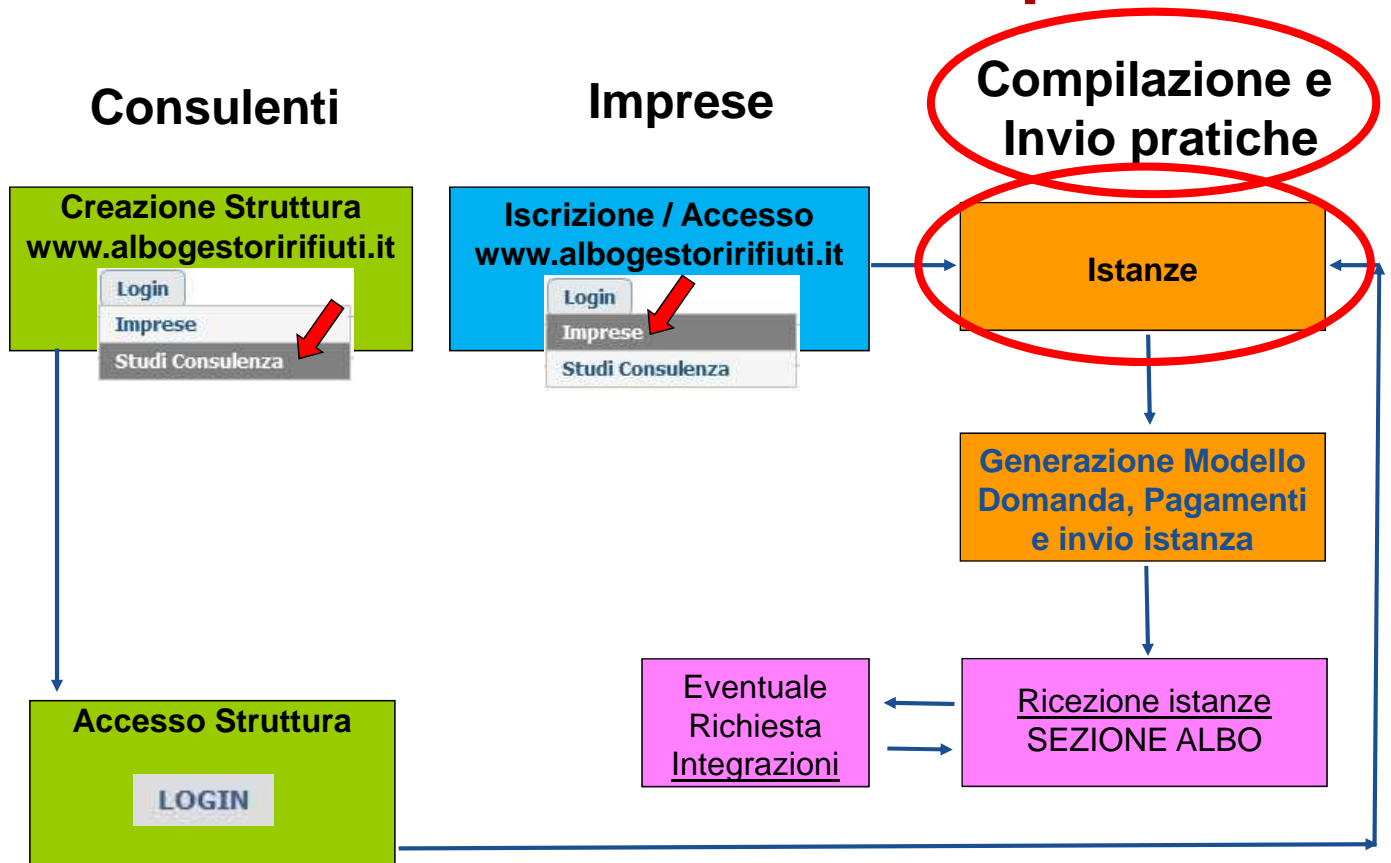 Consulenti
Imprese
Compilazione e
Invio pratiche
Creazione Struttura
www.albogestoririfiuti.it
Login
Imprese
Studi Consulenza
Iscrizione / Accesso
www.albogestoririfiuti.it
Login
Imprese
Studi Consulenza
Istanze
Generazione Modello
Domanda, Pagamenti
e invio istanza
Eventuale
Richiesta
Integrazioni
Ricezione istanze
SEZIONE ALBO
Accesso Struttura
LOGIN